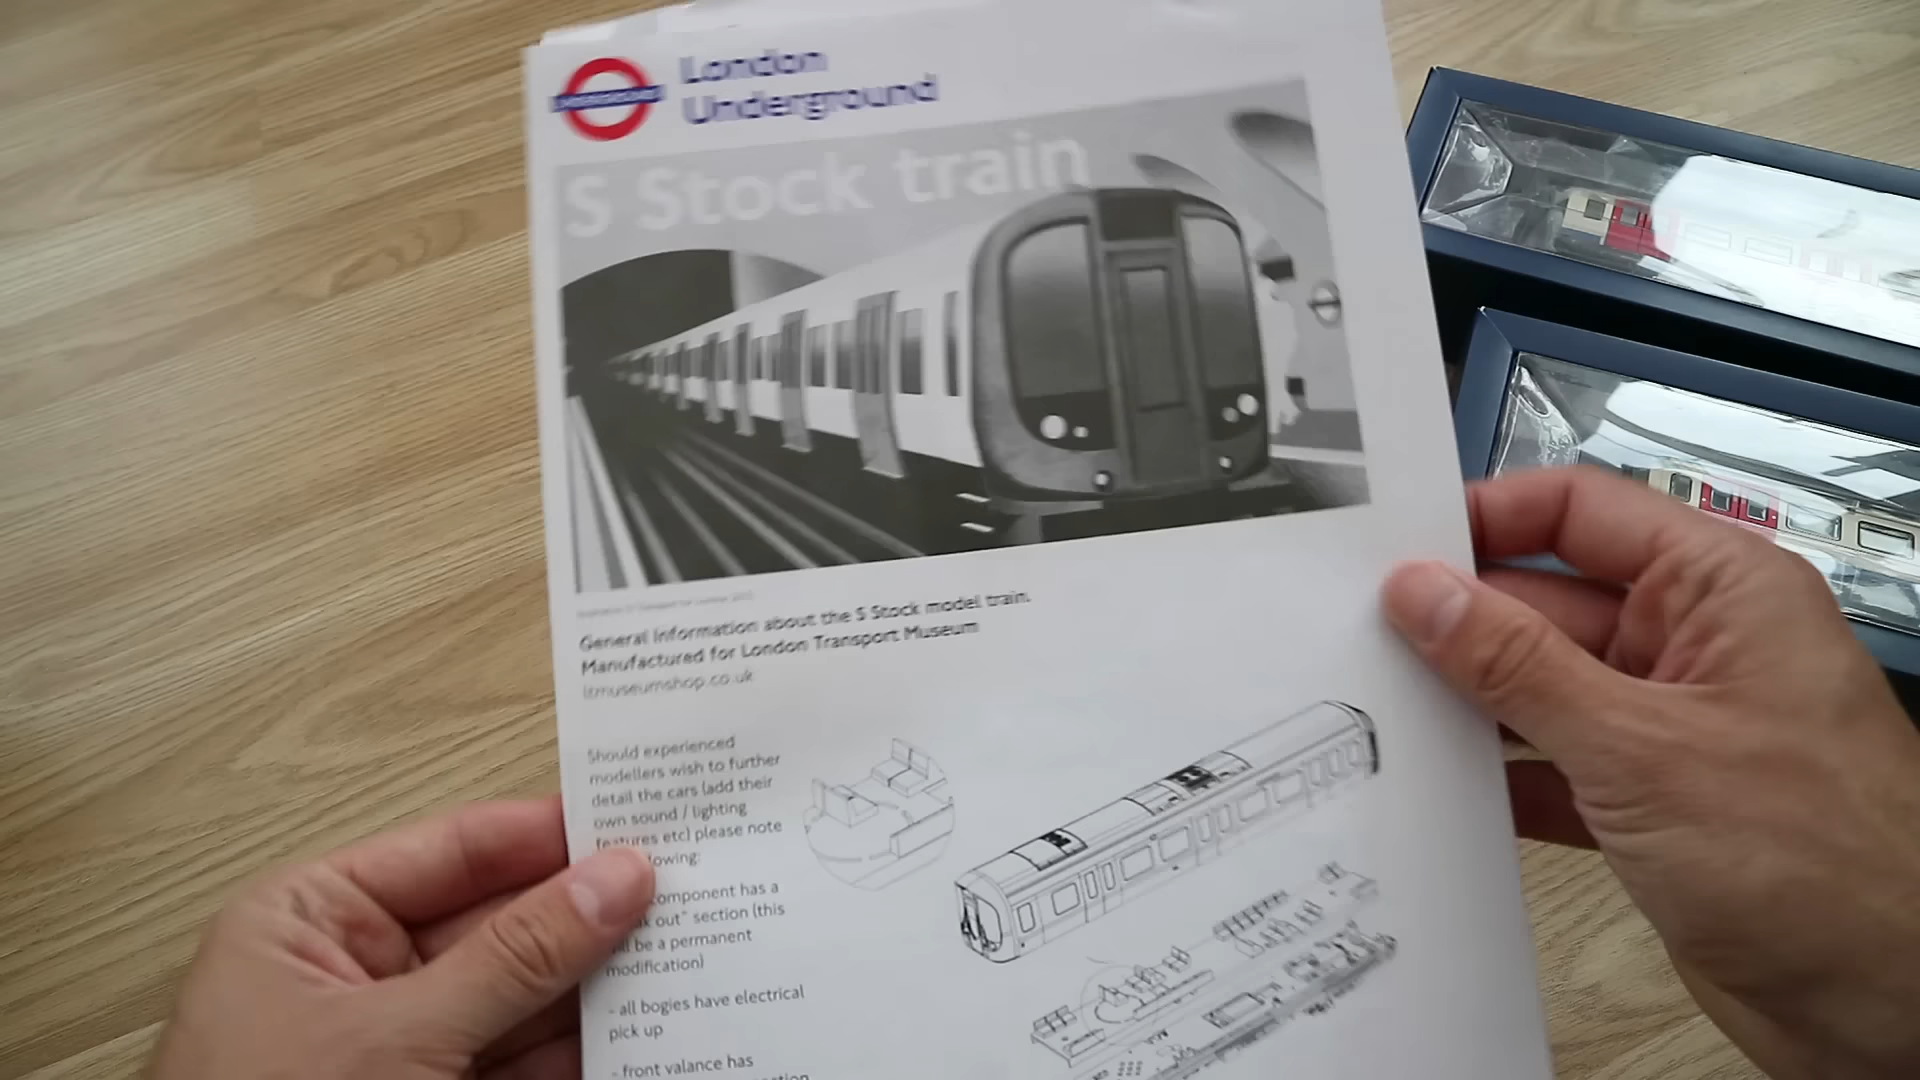 London
Underground
S Stock train
General information about the S Stock model train.
Manufactured for London Transport Museum
ltmuseumshop.co.uk
Should experienced
modellers wish to further
detail the cars (add their
own sound / lighting
features etc) please note
lowing:
component has a
out" section (this
be a permanent
modification)
- all bogies have electrical
pick up
- front valance has